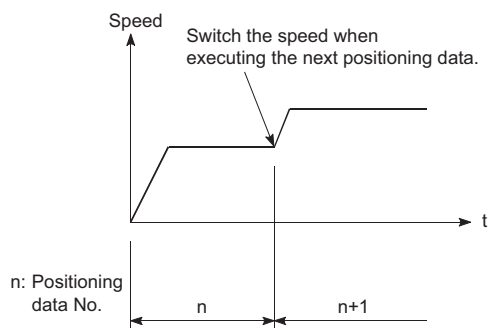 Speed
Switch the speed when
executing the next positioning data.
t
n: Positioning
data No.
n
n+1